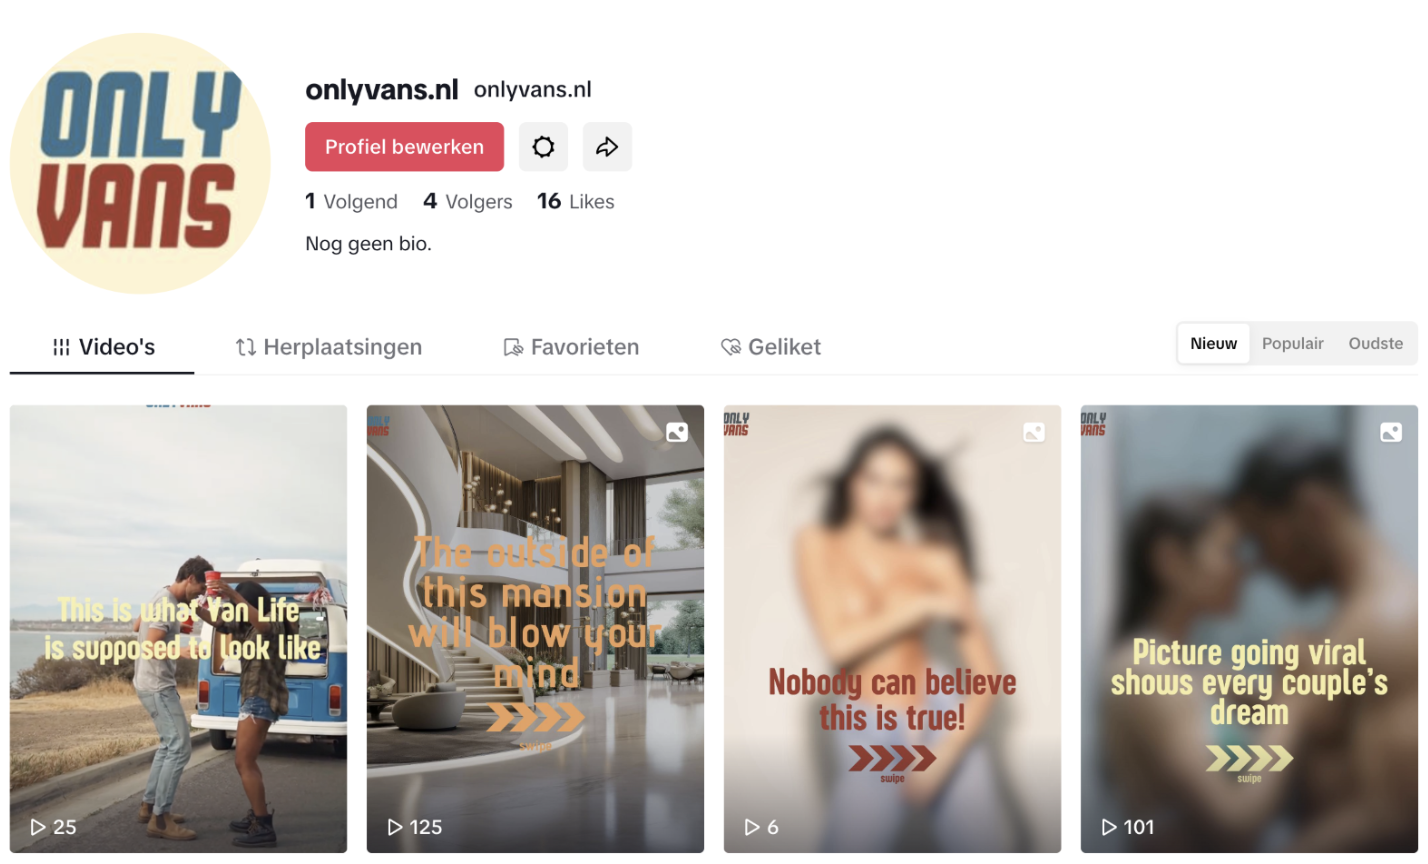 ONLY
VANS
onlyvans.nl onlyvans.nl
Profiel bewerken
1 Volgend 4 Volgers 16 Likes
Nog geen bio.
Video's Herplaatsingen Favorieten Geliket
Nieuw Populair Oudste
This is what Van Life
is supposed to look like
25
ONLY
VANS
The outside of
this mansion
will blow your
mind
swipe
125
ONLY
VANS
Nobody can believe
this is true!
swipe
6
ONLY
VANS
Picture going viral
shows every couple's
dream
swipe
101